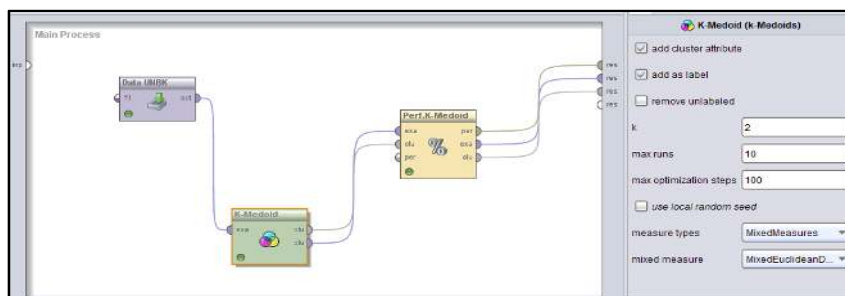 Main Process
inp
res
res
res
res
Data UNBK
out
Perf.K-Medoid
exa
clu
per
per
exa
clu
%
K-Medoid
exa
clu
clu
K-Medoid (k-Medoids)
add cluster attribute
add as label
remove unlabeled
k
2
max runs
10
max optimization steps
100
use local random seed
measure types
MixedMeasures
mixed measure
MixedEuclideanD...